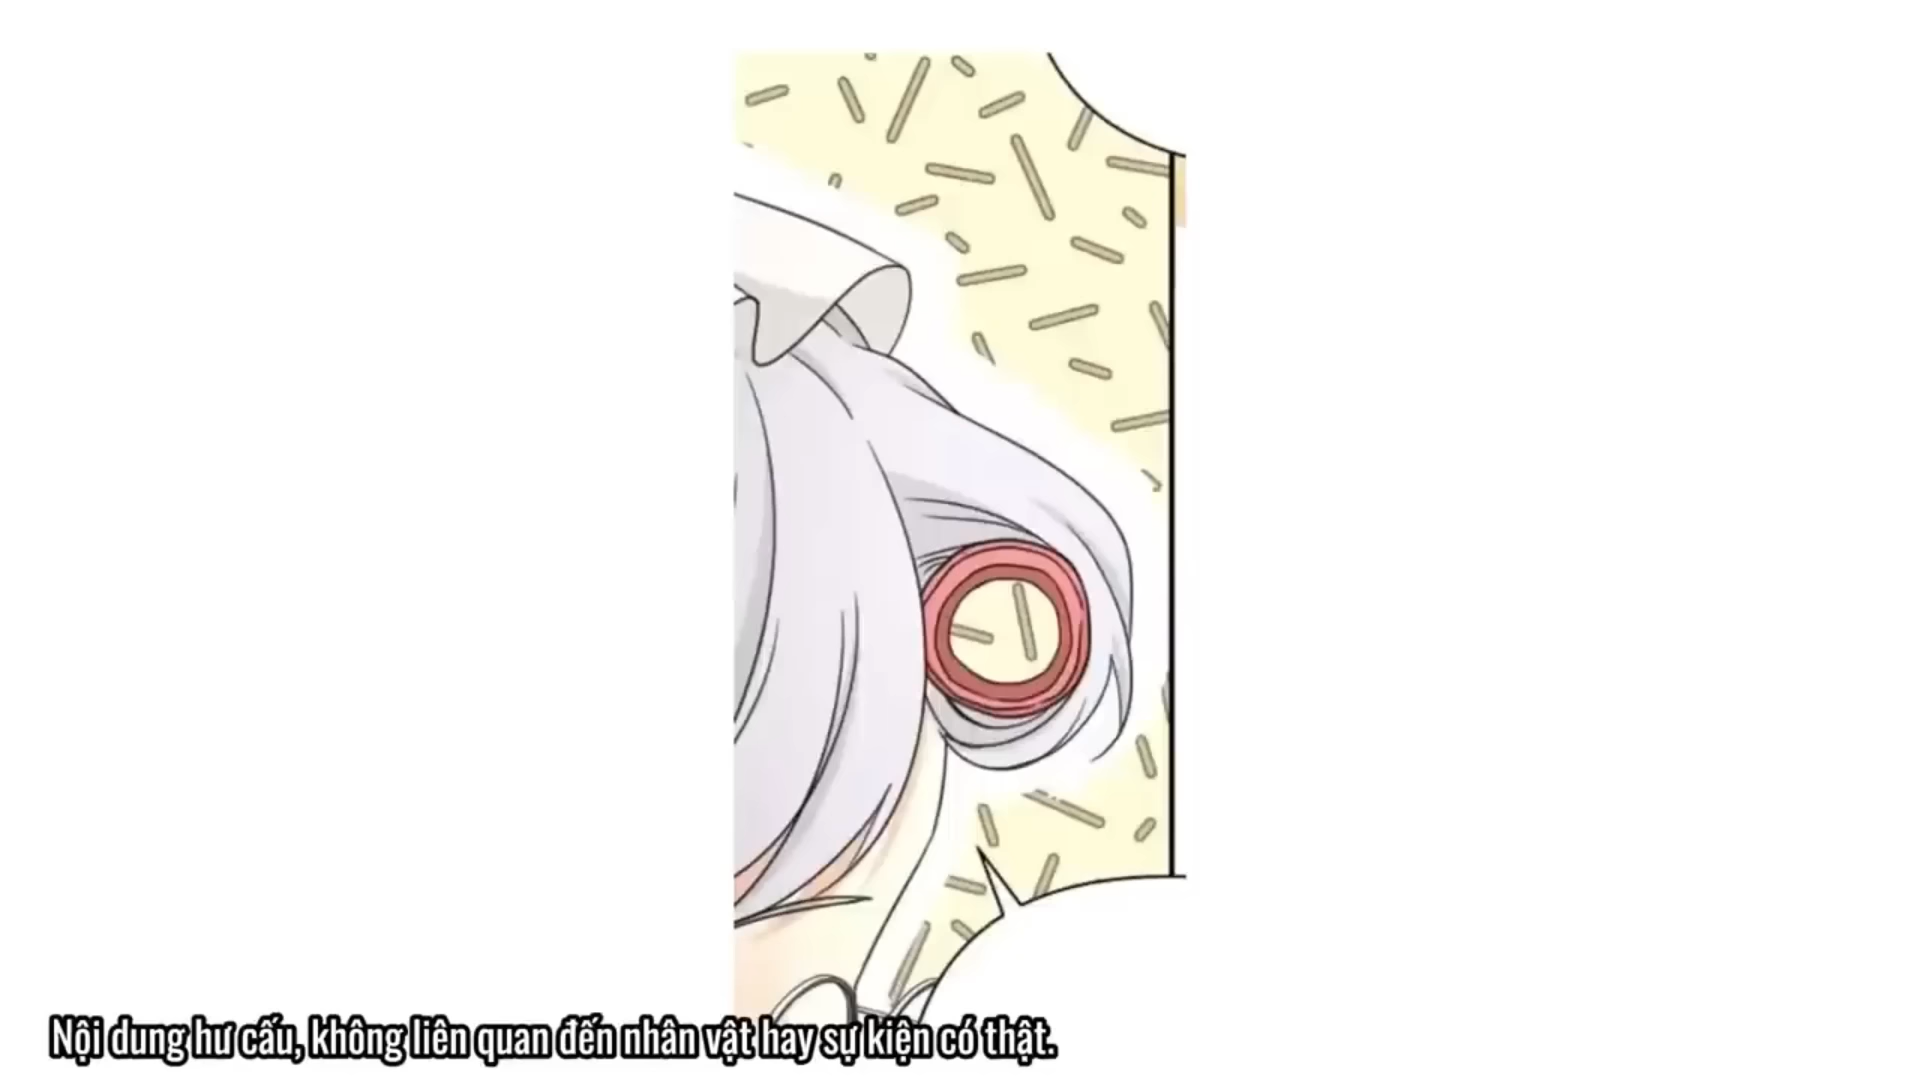 Nội dung hư cấu, không liên quan đến nhân vật hay sự kiện có thật.